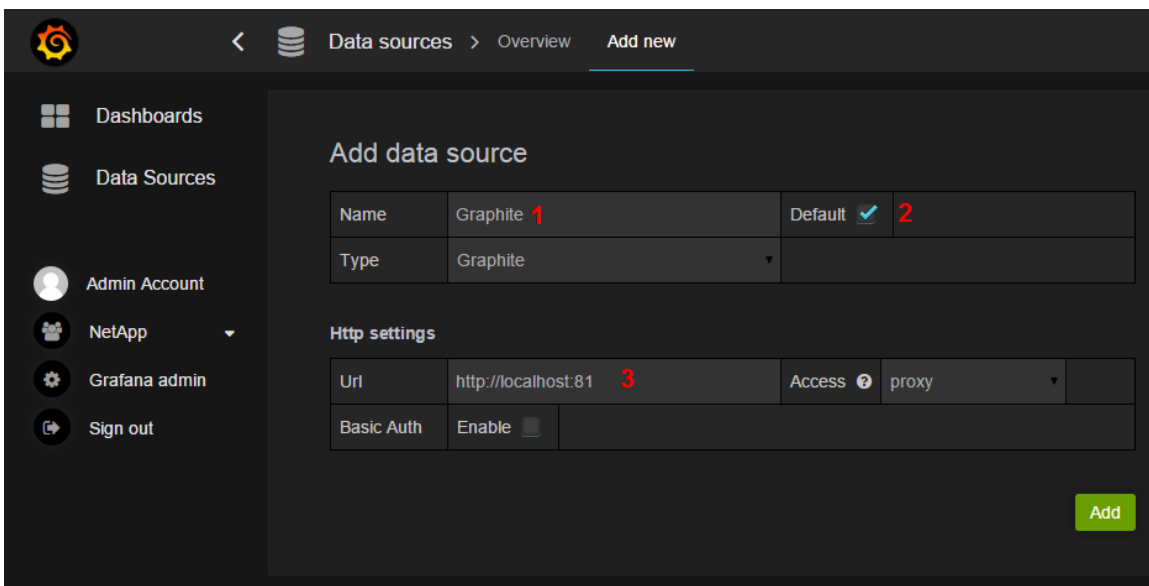 Data sources > Overview Add new
Dashboards
Data Sources
Admin Account
NetApp
Grafana admin
Sign out
Add data source
Name Graphite 1 Default 2
Type Graphite
Http settings
Url http://localhost:81 3 Access ? proxy
Basic Auth Enable
Add